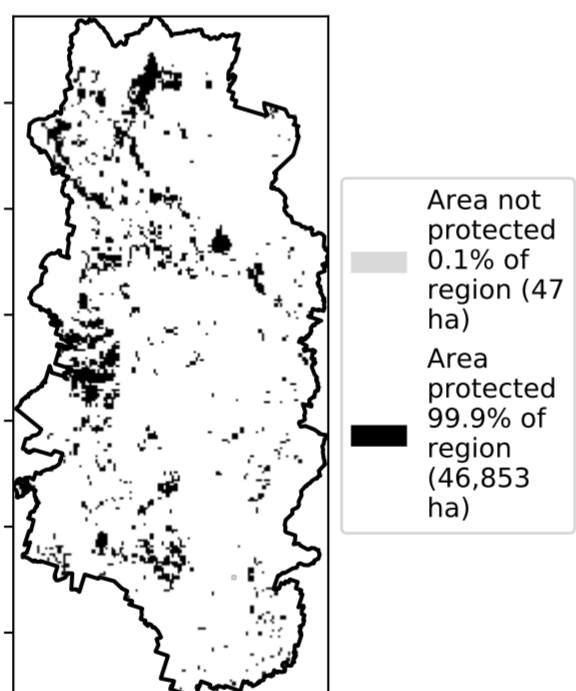 Area not
protected
0.1% of
region (47
ha)
Area
protected
99.9% of
region
(46,853
ha)